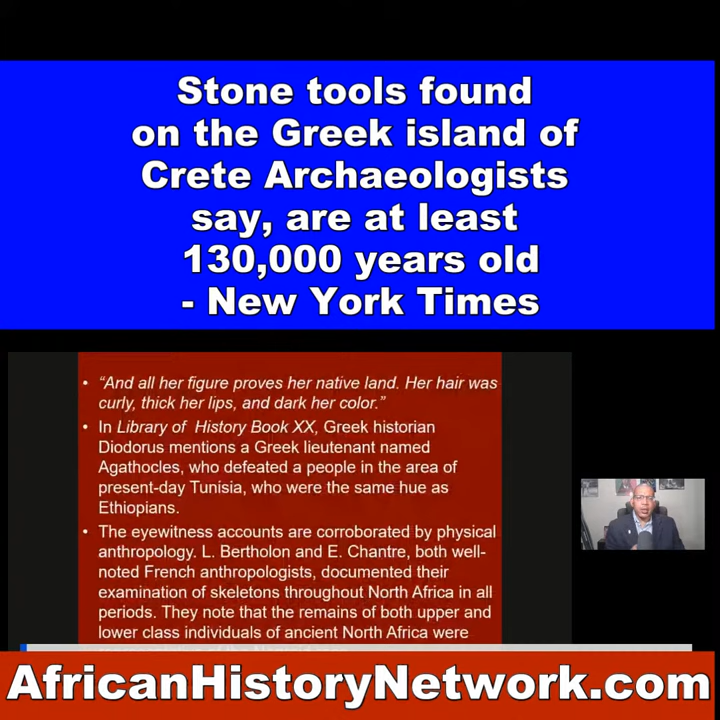 Stone tools found
on the Greek island of
Crete Archaeologists
say, are at least
130,000 years old
- New York Times
• "And all her figure proves her native land. Her hair was
curly, thick her lips, and dark her color."
• In Library of History Book XX, Greek historian
Diodorus mentions a Greek lieutenant named
Agathocles, who defeated a people in the area of
present-day Tunisia, who were the same hue as
Ethiopians.
• The eyewitness accounts are corroborated by physical
anthropology. L. Bertholon and E. Chantre, both well-
noted French anthropologists, documented their
examination of skeletons throughout North Africa in all
periods. They note that the remains of both upper and
lower class individuals of ancient North Africa were
AfricanHistoryNetwork.com